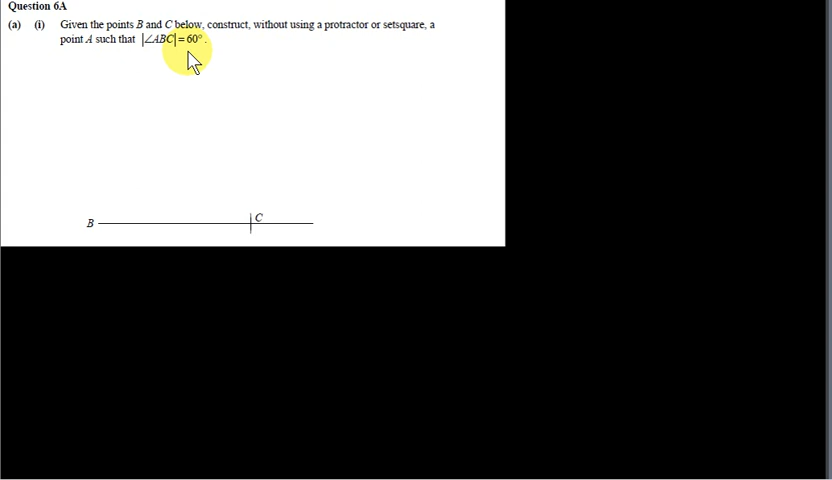 Question 6A
(a) (i) Given the points B and C below, construct, without using a protractor or setsquare, a
point A such that |∠ABC| = 60°.
C
B